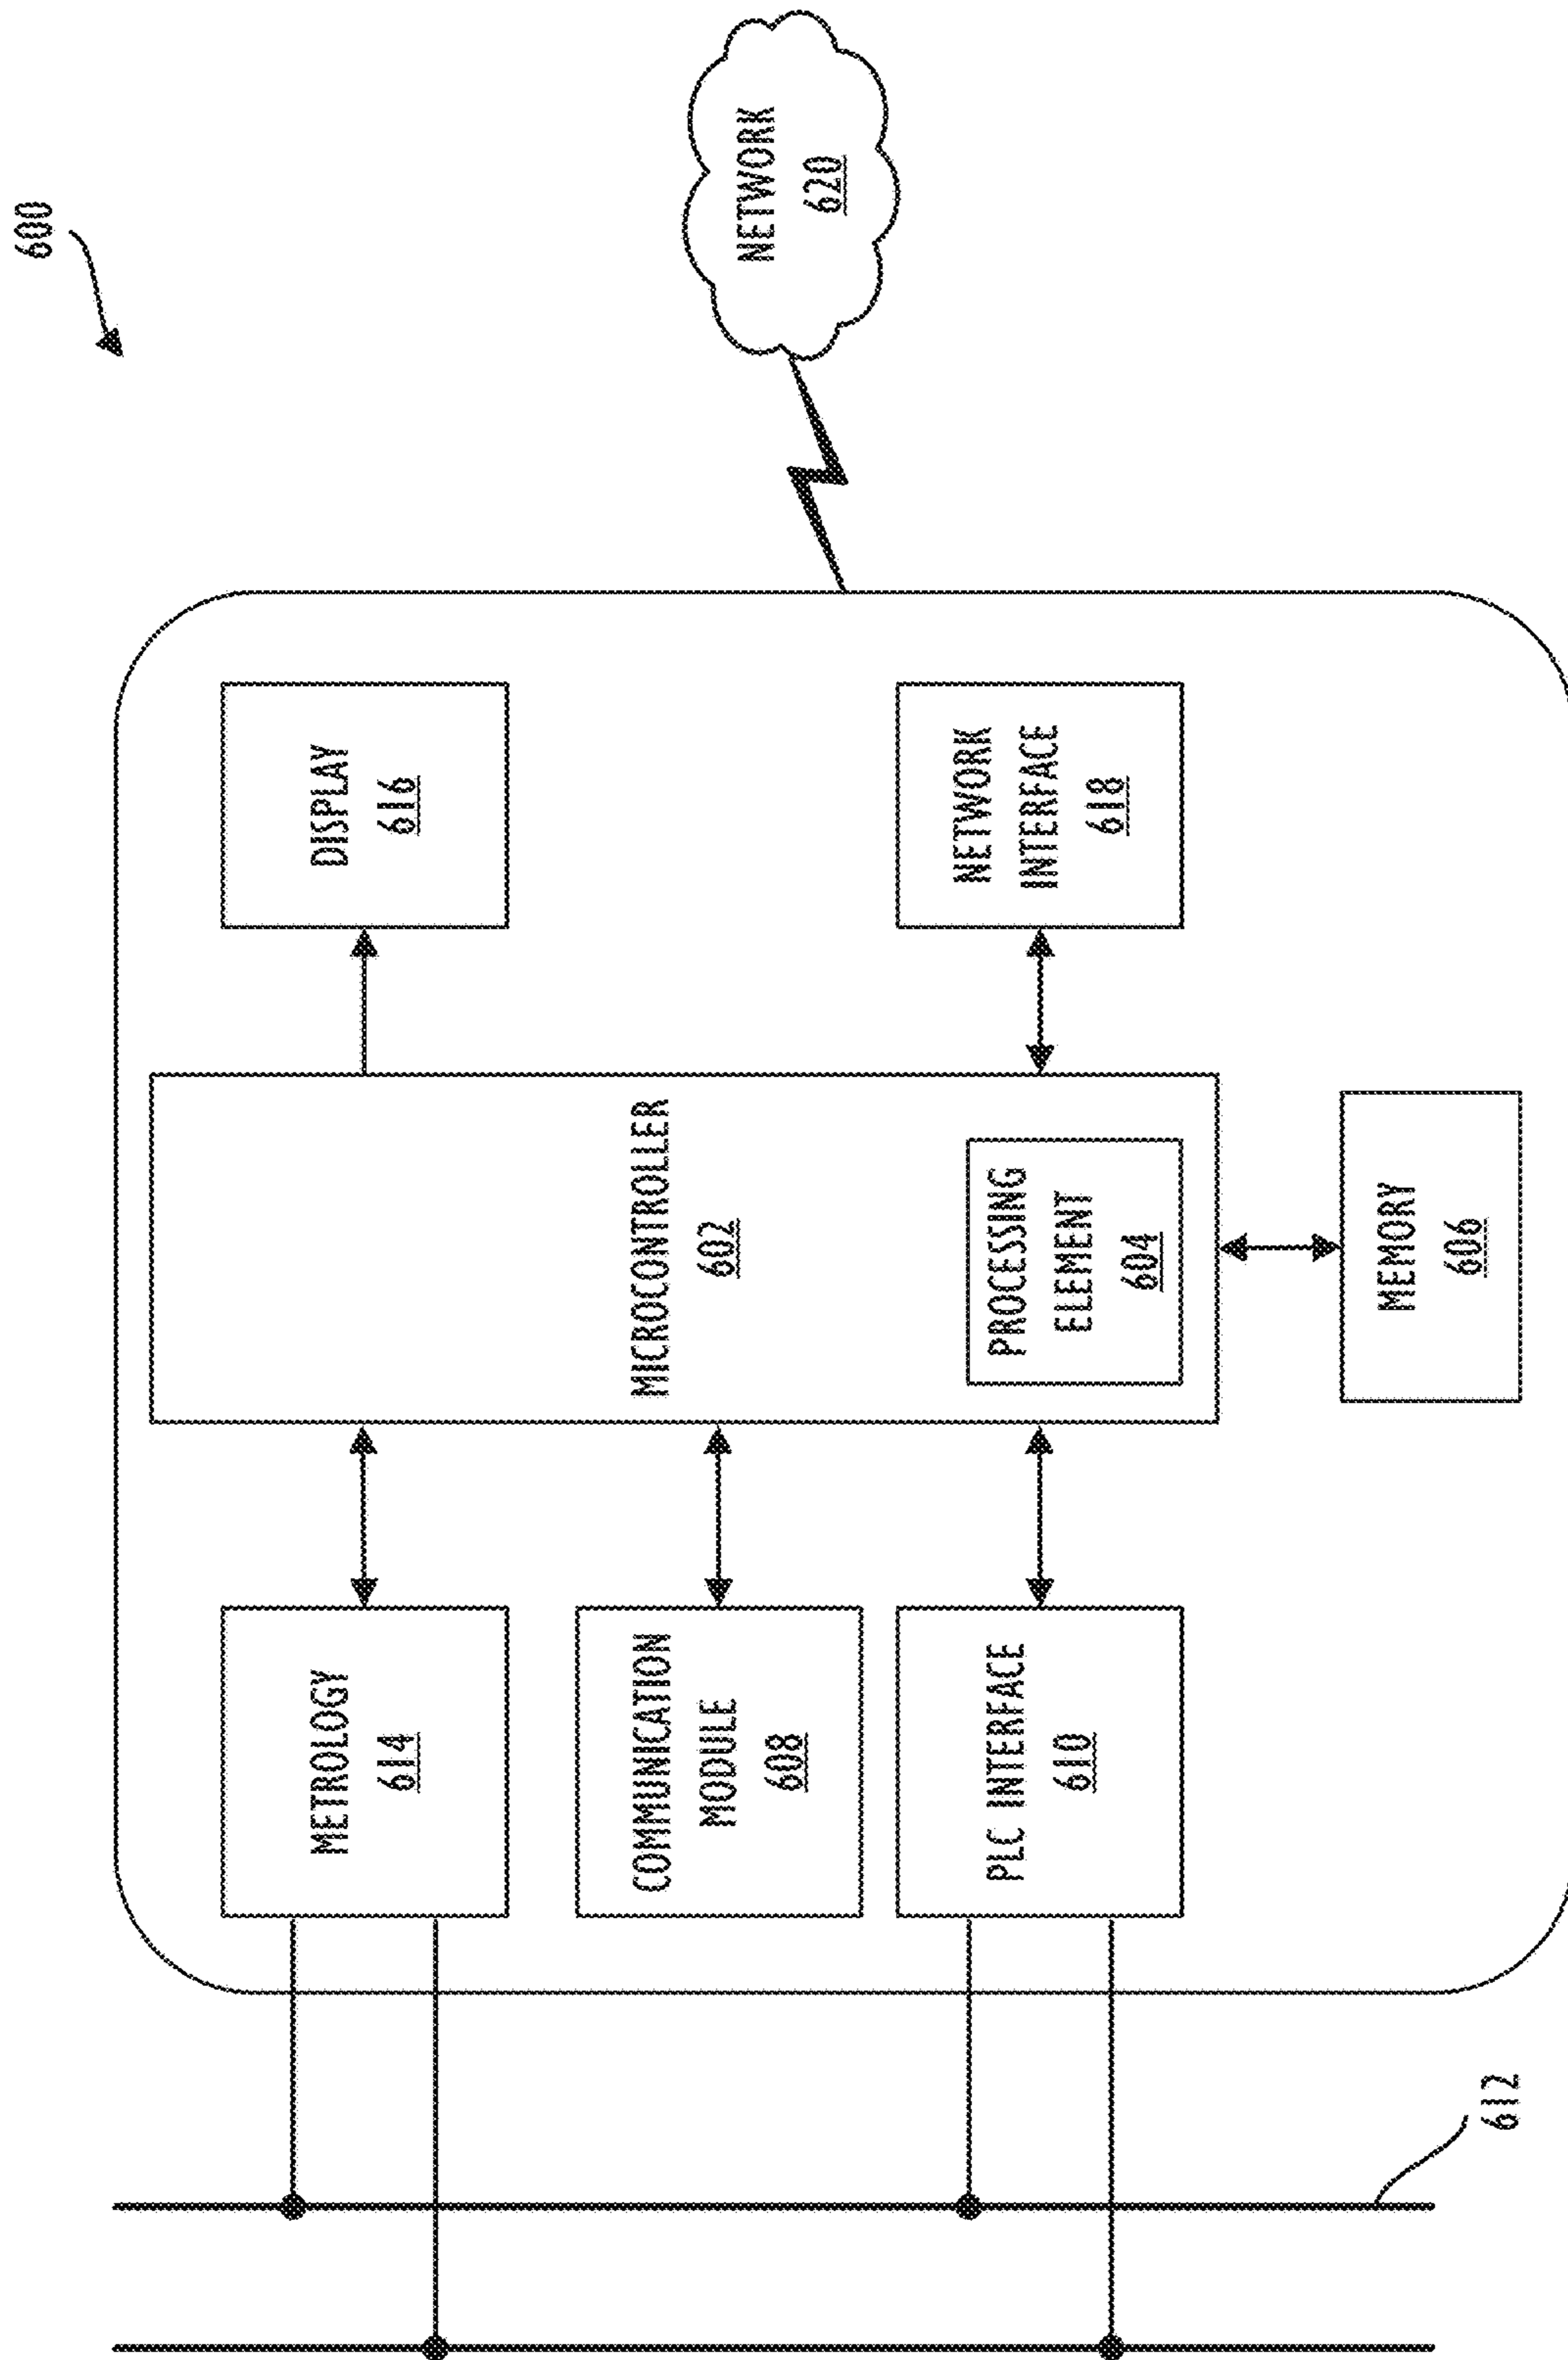 600
NETWORK
620
DISPLAY
616
NETWORK
INTERFACE
618
MICROCONTROLLER
602
PROCESSING
ELEMENT
604
MEMORY
606
METROLOGY
614
COMMUNICATION
MODULE
608
PLC INTERFACE
610
612